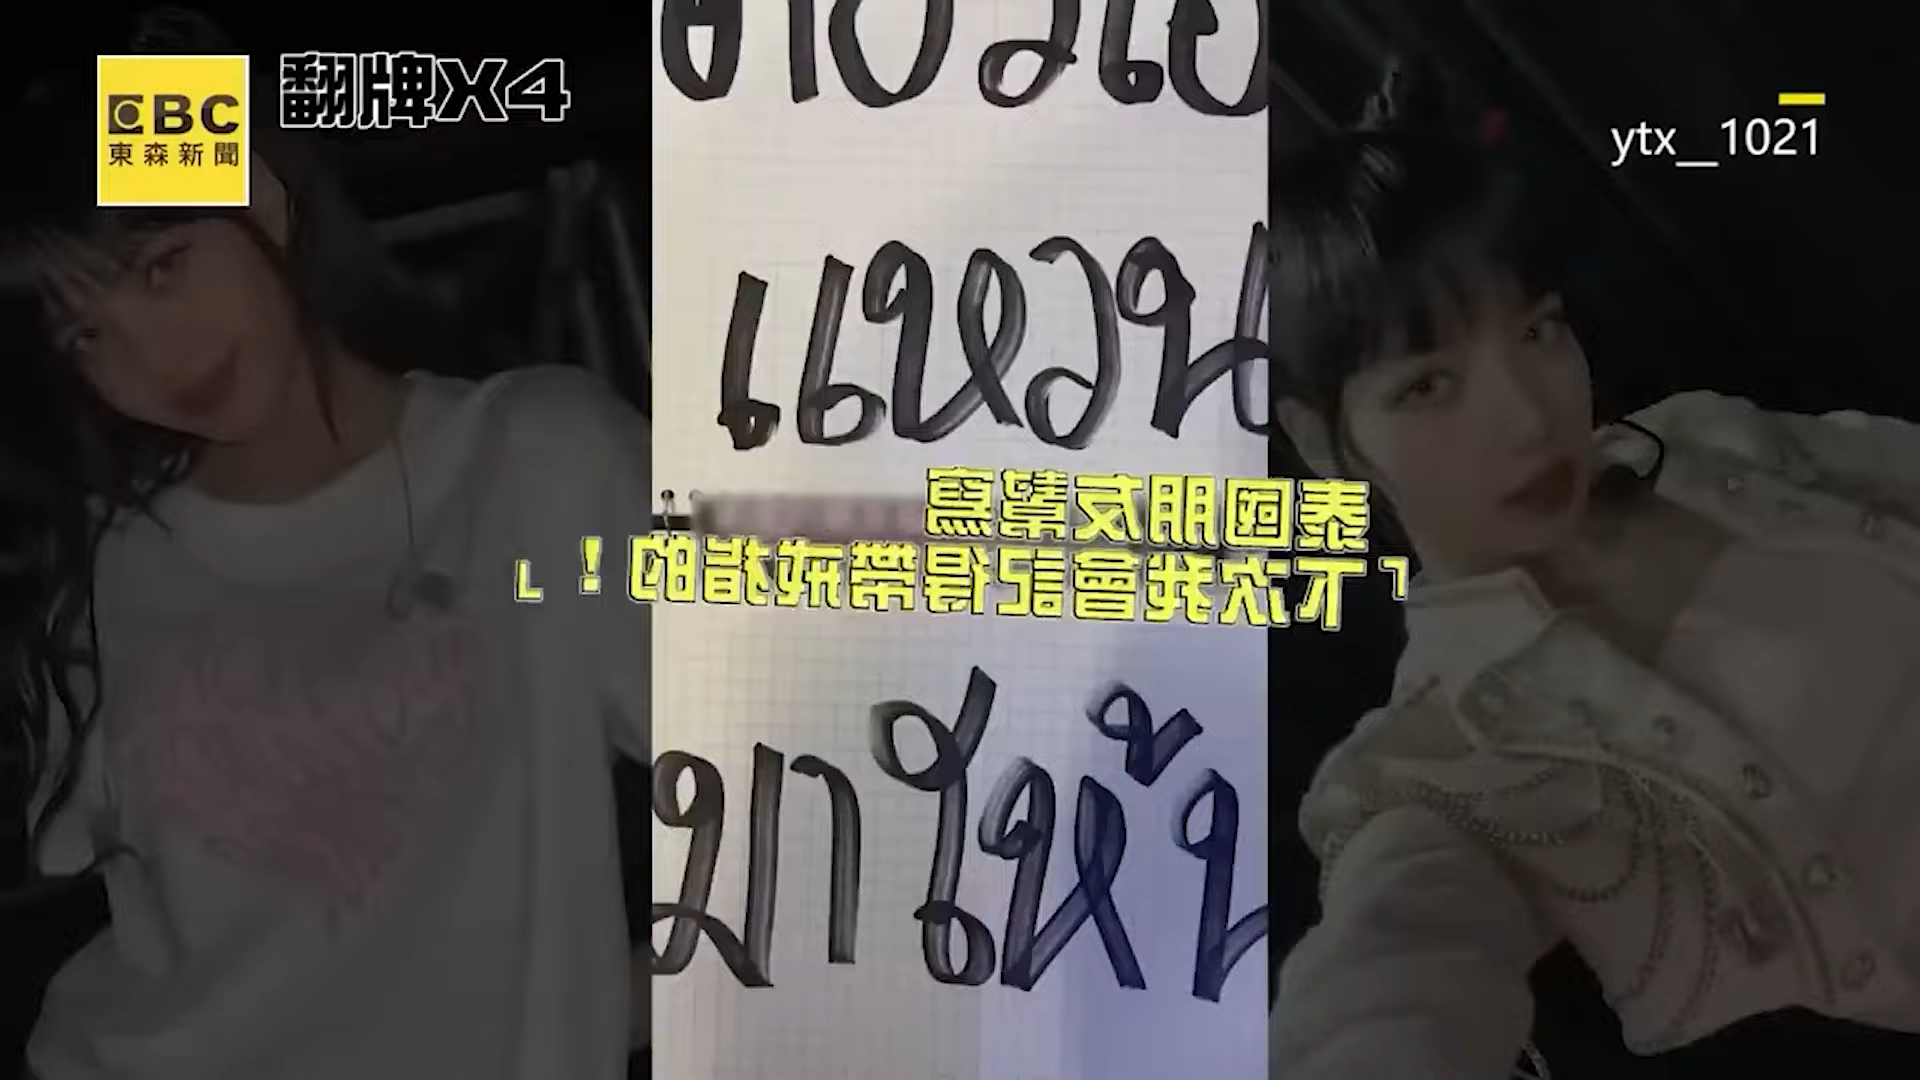 EBC
東森新聞
翻牌X4
ytx__1021
แหวน
泰國朋友幫寫
「下次我會記得帶戒指的！」
มาให้